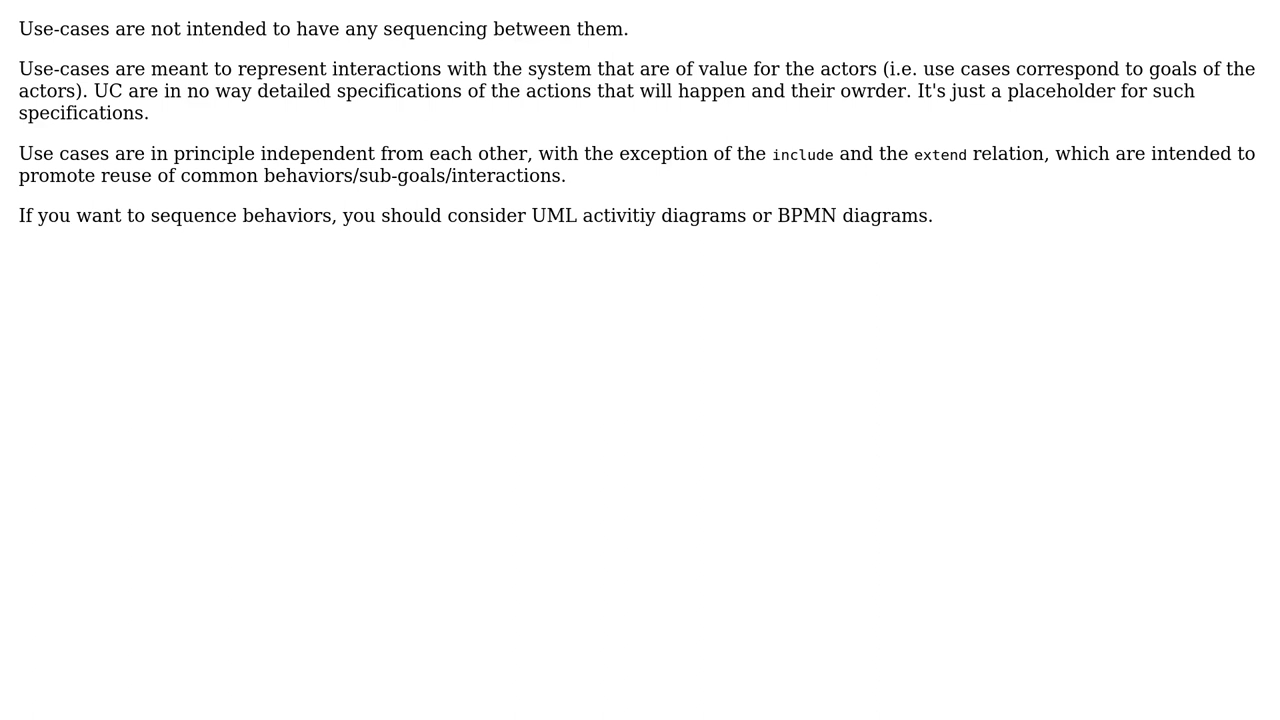 Use-cases are not intended to have any sequencing between them.
Use-cases are meant to represent interactions with the system that are of value for the actors (i.e. use cases correspond to goals of the
actors). UC are in no way detailed specifications of the actions that will happen and their owrder. It's just a placeholder for such
specifications.
Use cases are in principle independent from each other, with the exception of the include and the extend relation, which are intended to
promote reuse of common behaviors/sub-goals/interactions.
If you want to sequence behaviors, you should consider UML activitiy diagrams or BPMN diagrams.